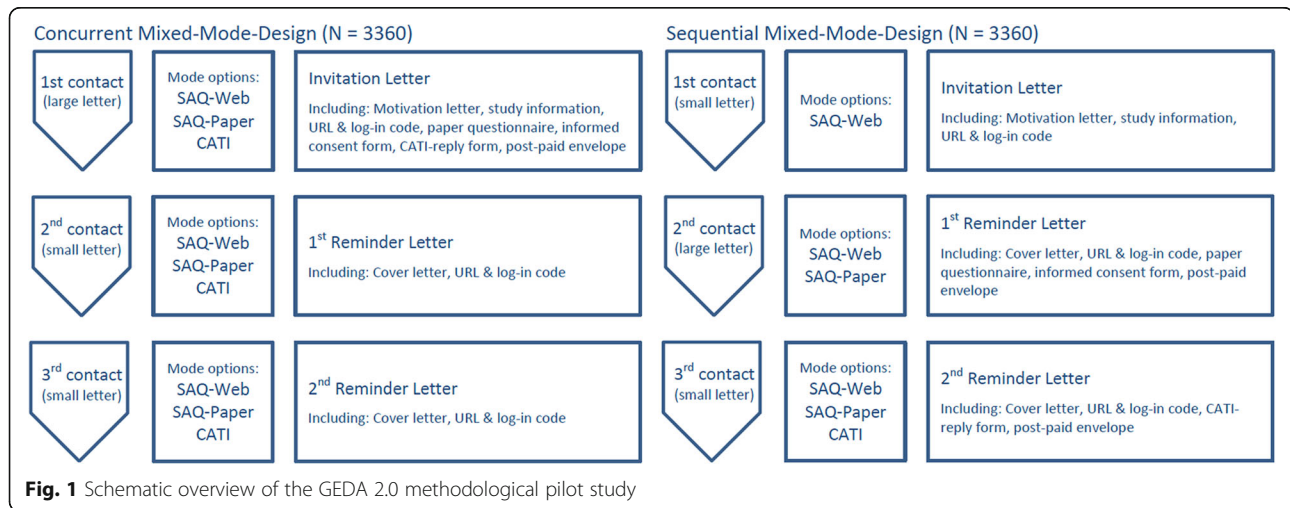 Concurrent Mixed-Mode-Design (N = 3360)
1st contact
(large letter)
Mode options:
SAQ-Web
SAQ-Paper
CATI
Invitation Letter
Including: Motivation letter, study information,
URL & log-in code, paper questionnaire, informed
consent form, CATI-reply form, post-paid envelope
2nd contact
(small letter)
Mode options:
SAQ-Web
SAQ-Paper
CATI
1st Reminder Letter
Including: Cover letter, URL & log-in code
3rd contact
(small letter)
Mode options:
SAQ-Web
SAQ-Paper
CATI
2nd Reminder Letter
Including: Cover letter, URL & log-in code
Sequential Mixed-Mode-Design (N = 3360)
1st contact
(small letter)
Mode options:
SAQ-Web
Invitation Letter
Including: Motivation letter, study information,
URL & log-in code
2nd contact
(large letter)
Mode options:
SAQ-Web
SAQ-Paper
1st Reminder Letter
Including: Cover letter, URL & log-in code, paper
questionnaire, informed consent form, post-paid
envelope
3rd contact
(small letter)
Mode options:
SAQ-Web
SAQ-Paper
CATI
2nd Reminder Letter
Including: Cover letter, URL & log-in code, CATI-
reply form, post-paid envelope
Fig. 1 Schematic overview of the GEDA 2.0 methodological pilot study